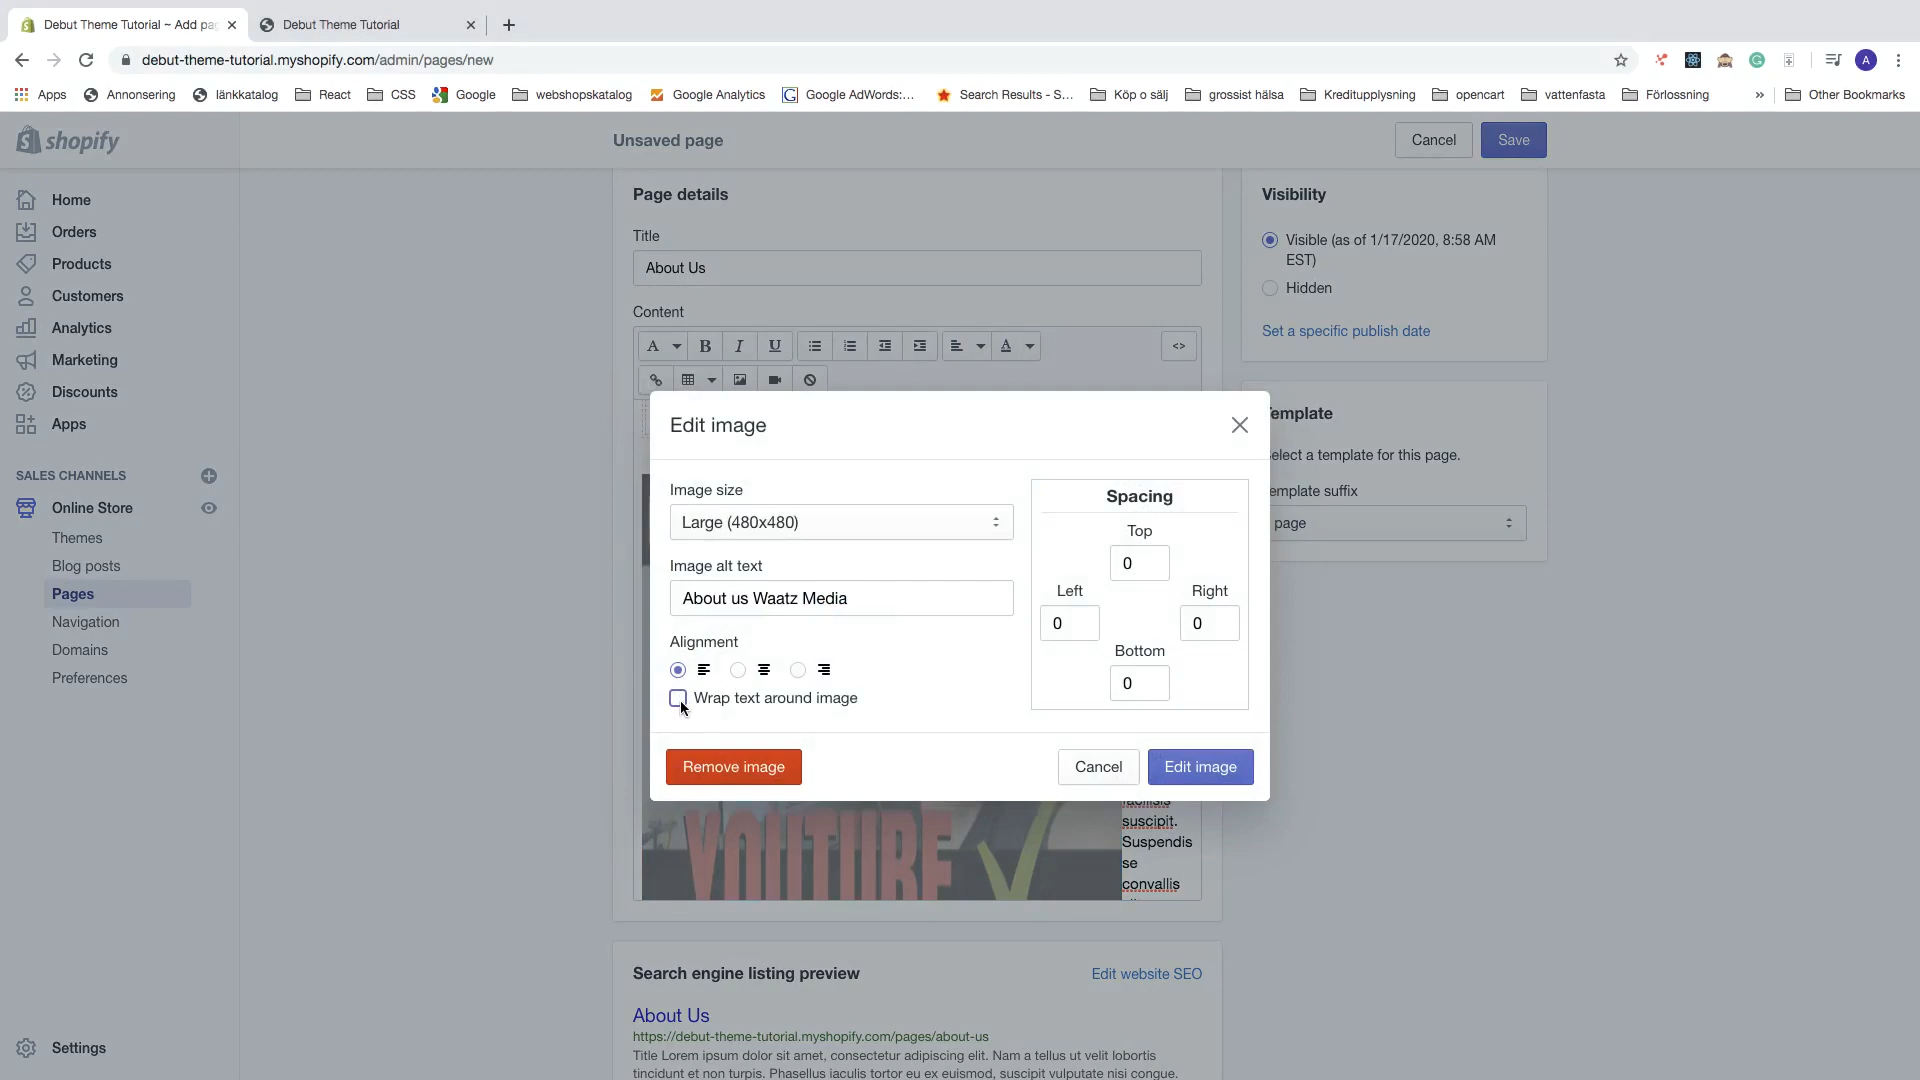 Debut Theme Tutorial ~ Add pa
Debut Theme Tutorial
debut-theme-tutorial.myshopify.com/admin/pages/new
A
Apps
Annonsering
länkkatalog
React
CSS
Google
webshopskatalog
Google Analytics
Google AdWords:...
Search Results - S...
Köp o sälj
grossist hälsa
Kreditupplysning
opencart
vattenfasta
Förlossning
»
Other Bookmarks
shopify
Unsaved page
Cancel
Save
Home
Orders
Products
Customers
Analytics
Marketing
Discounts
Apps
SALES CHANNELS
Online Store
Themes
Blog posts
Pages
Navigation
Domains
Preferences
Settings
Page details
Title
About Us
Content
A
B
I
U
A
<>
Visibility
Visible (as of 1/17/2020, 8:58 AM
EST)
Hidden
Set a specific publish date
Template
elect a template for this page.
emplate suffix
page
Edit image
Image size
Large (480x480)
Image alt text
About us Waatz Media
Alignment
Wrap text around image
Spacing
Top
0
Left
Right
0
0
Bottom
0
Remove image
Cancel
Edit image
YOUTUBE
facilisis
suscipit.
Suspendis
se
convallis
Search engine listing preview
Edit website SEO
About Us
https://debut-theme-tutorial.myshopify.com/pages/about-us
Title Lorem ipsum dolor sit amet, consectetur adipiscing elit. Nam a tellus ut velit lobortis
tincidunt et non turpis. Phasellus iaculis tortor eu ex euismod, suscipit vulputate nisi congue.